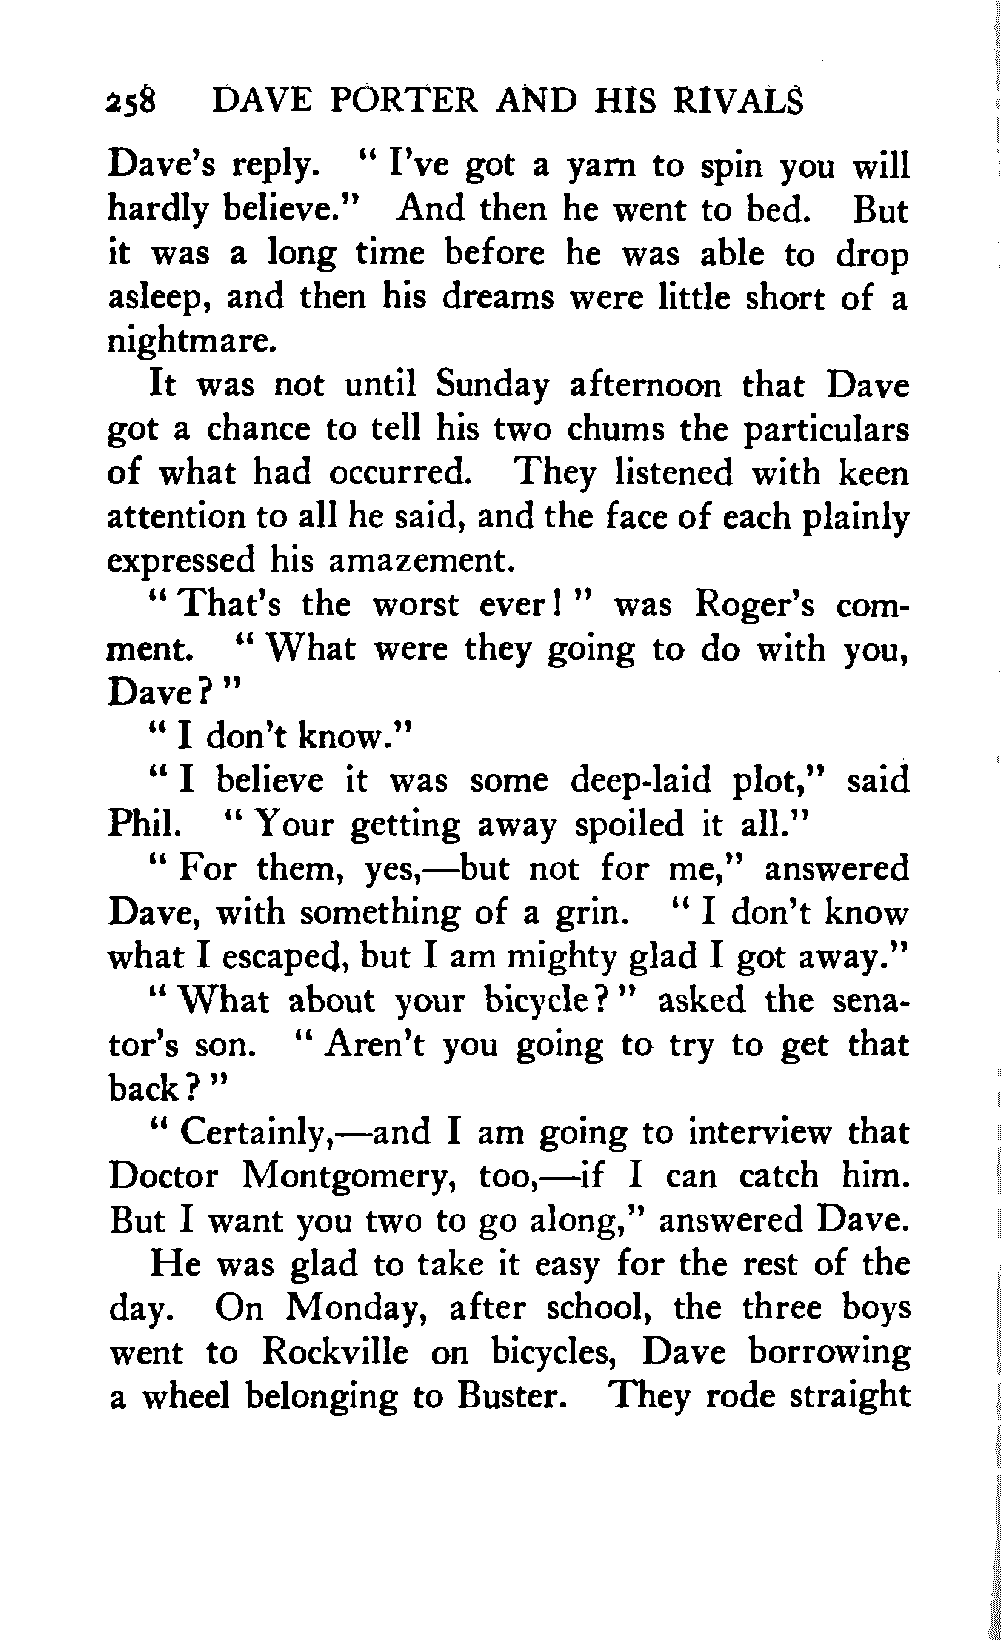 258 DAVE PORTER AND HIS RIVALS
Dave's reply. " I've got a yarn to spin you will
hardly believe." And then he went to bed. But
it was a long time before he was able to drop
asleep, and then his dreams were little short of a
nightmare.
It was not until Sunday afternoon that Dave
got a chance to tell his two chums the particulars
of what had occurred. They listened with keen
attention to all he said, and the face of each plainly
expressed his amazement.
" That's the worst ever! " was Roger's com-
ment. " What were they going to do with you,
Dave? "
" I don't know."
" I believe it was some deep-laid plot," said
Phil. " Your getting away spoiled it all."
" For them, yes,—but not for me," answered
Dave, with something of a grin. " I don't know
what I escaped, but I am mighty glad I got away."
" What about your bicycle? " asked the sena-
tor's son. " Aren't you going to try to get that
back? "
" Certainly,—and I am going to interview that
Doctor Montgomery, too,—if I can catch him.
But I want you two to go along," answered Dave.
He was glad to take it easy for the rest of the
day. On Monday, after school, the three boys
went to Rockville on bicycles, Dave borrowing
a wheel belonging to Buster. They rode straight